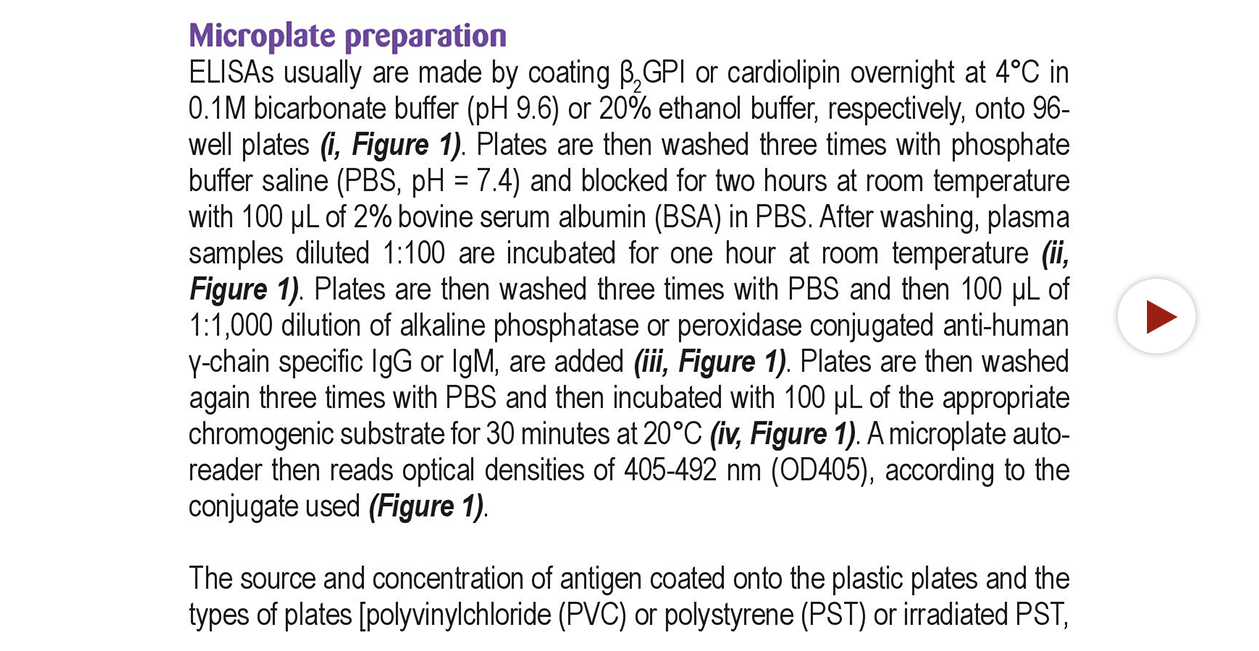 Microplate preparation
ELISAs usually are made by coating β₂GPI or cardiolipin overnight at 4°C in
0.1M bicarbonate buffer (pH 9.6) or 20% ethanol buffer, respectively, onto 96-
well plates (i, Figure 1). Plates are then washed three times with phosphate
buffer saline (PBS, pH = 7.4) and blocked for two hours at room temperature
with 100 µL of 2% bovine serum albumin (BSA) in PBS. After washing, plasma
samples diluted 1:100 are incubated for one hour at room temperature (ii,
Figure 1). Plates are then washed three times with PBS and then 100 µL of
1:1,000 dilution of alkaline phosphatase or peroxidase conjugated anti-human
γ-chain specific IgG or IgM, are added (iii, Figure 1). Plates are then washed
again three times with PBS and then incubated with 100 µL of the appropriate
chromogenic substrate for 30 minutes at 20°C (iv, Figure 1). A microplate auto-
reader then reads optical densities of 405-492 nm (OD405), according to the
conjugate used (Figure 1).
The source and concentration of antigen coated onto the plastic plates and the
types of plates [polyvinylchloride (PVC) or polystyrene (PST) or irradiated PST,